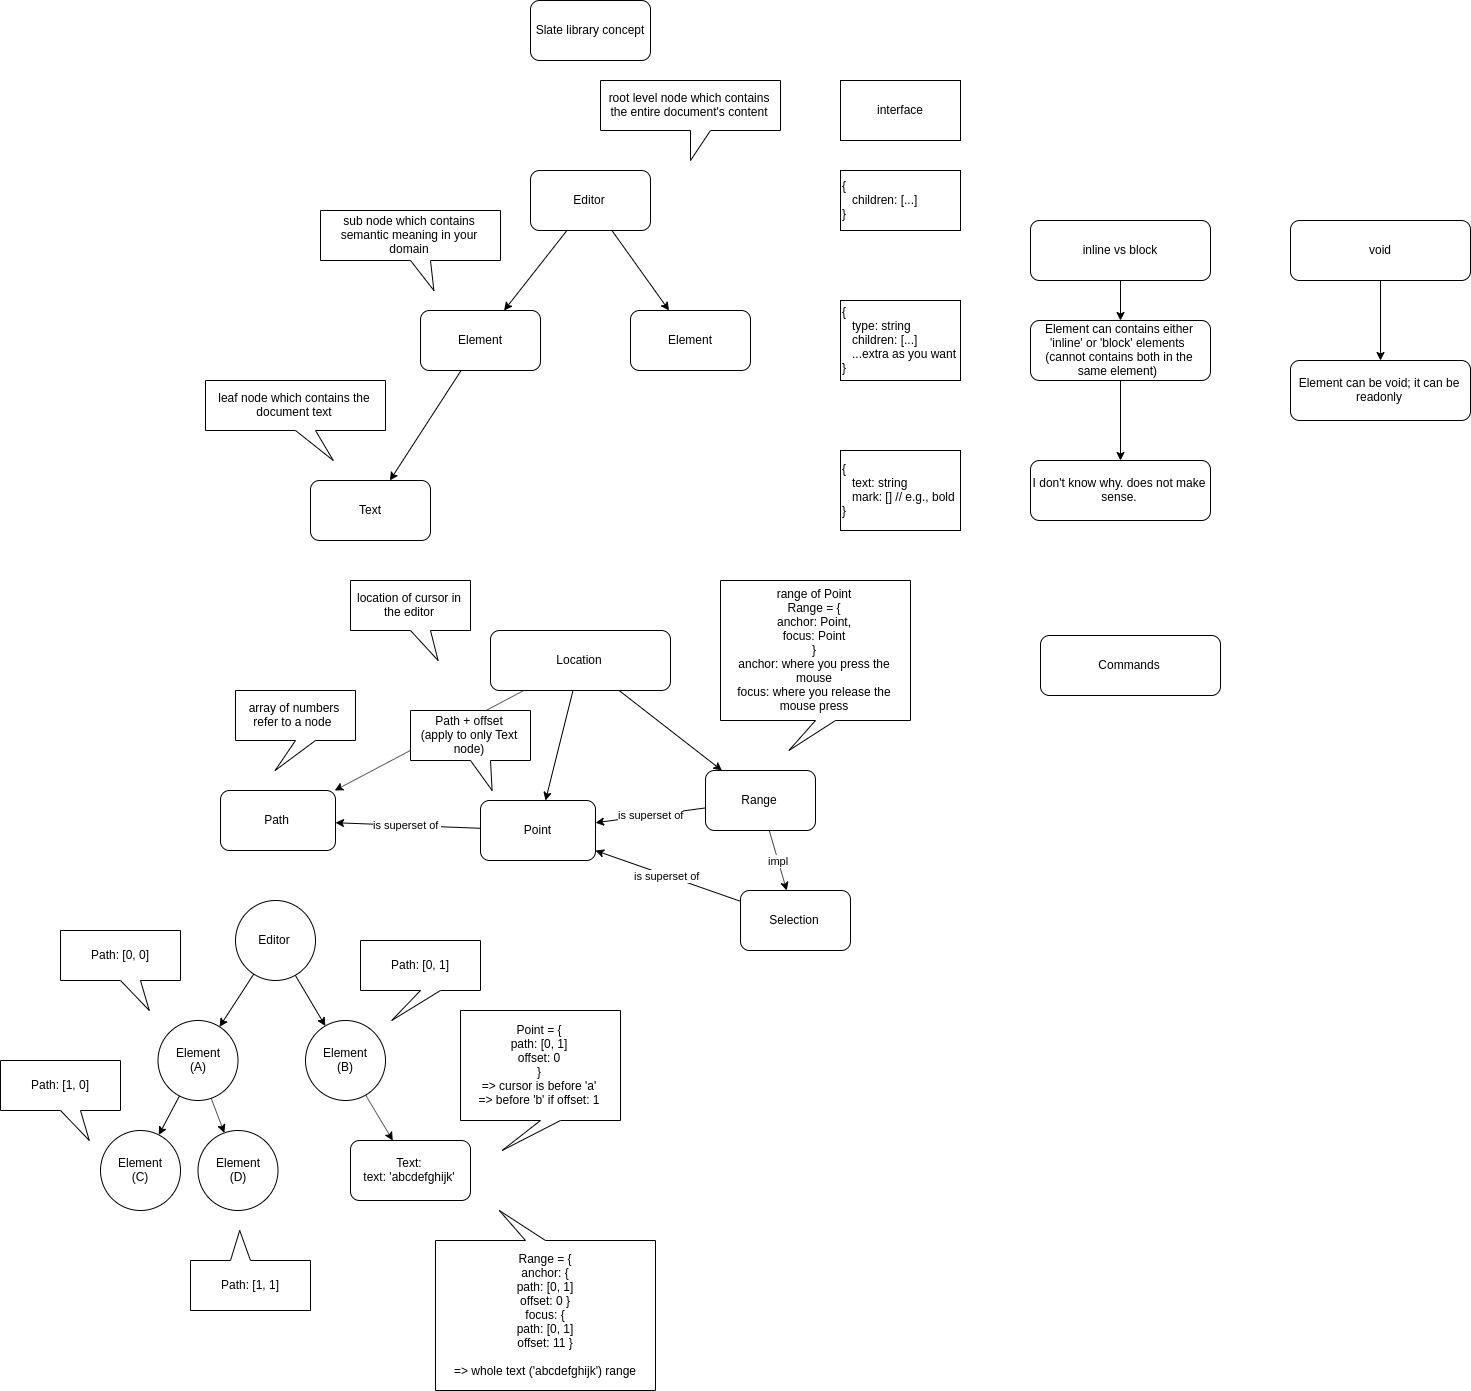 Slate library concept
root level node which contains
the entire document's content
interface
Editor
{
children: [...]
}
sub node which contains
semantic meaning in your
domain
inline vs block
void
Element
Element
{
type: string
children: [...]
...extra as you want
}
Element can contains either
'inline' or 'block' elements
(cannot contains both in the
same element)
Element can be void; it can be
readonly
leaf node which contains the
document text
Text
{
text: string
mark: [] // e.g., bold
}
I don't know why. does not make
sense.
location of cursor in
the editor
Location
range of Point
Range = {
anchor: Point,
focus: Point
}
anchor: where you press the
mouse
focus: where you release the
mouse press
Commands
array of numbers
refer to a node
Path + offset
(apply to only Text
node)
Path
is superset of
Point
is superset of
Range
impl
is superset of
Selection
Editor
Path: [0, 0]
Path: [0, 1]
Element
(A)
Element
(B)
Point = {
path: [0, 1]
offset: 0
}
=> cursor is before 'a'
=> before 'b' if offset: 1
Path: [1, 0]
Element
(C)
Element
(D)
Text:
text: 'abcdefghijk'
Path: [1, 1]
Range = {
anchor: {
path: [0, 1]
offset: 0 }
focus: {
path: [0, 1]
offset: 11 }
=> whole text ('abcdefghijk') range